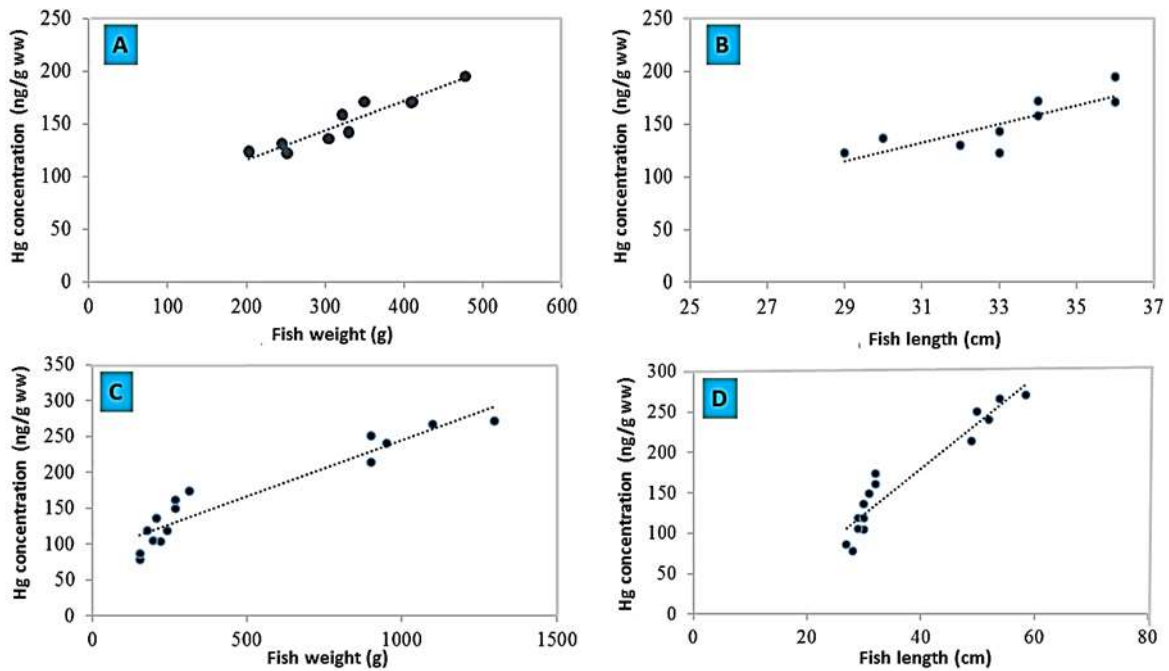 A
Hg concentration (ng/g ww)
250
200
150
100
50
0
0 100 200 300 400 500 600
Fish weight (g)
B
Hg concentration (ng/g ww)
250
200
150
100
50
0
25 27 29 31 33 35 37
Fish length (cm)
C
Hg concentration (ng/g ww)
350
300
250
200
150
100
50
0
0 500 1000 1500
Fish weight (g)
D
Hg concentration (ng/g ww)
300
250
200
150
100
50
0
0 20 40 60 80
Fish length (cm)